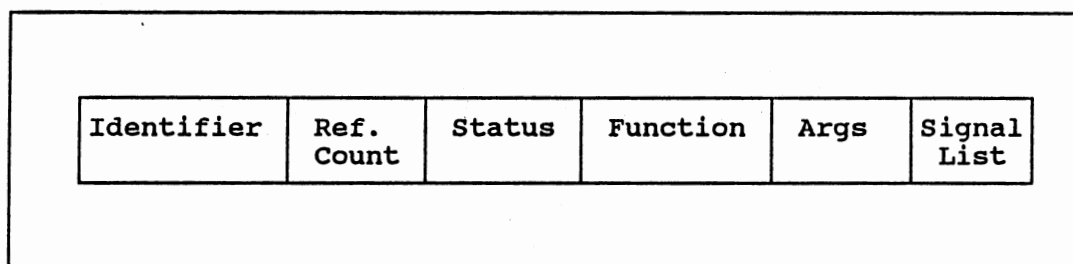 Identifier
Ref.
Count
Status
Function
Args
Signal
List